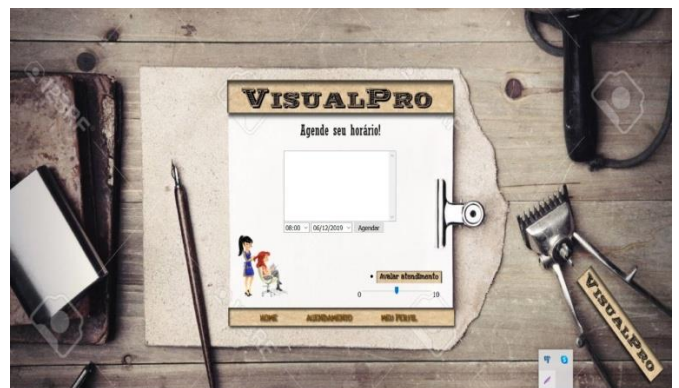 VISUALPRO
Agende seu horário!
08:00 06/12/2019 Agendar
Avaliar atendimento
0 10
HOME AGENDAMENTO MEU PERFIL
VISUALPRO